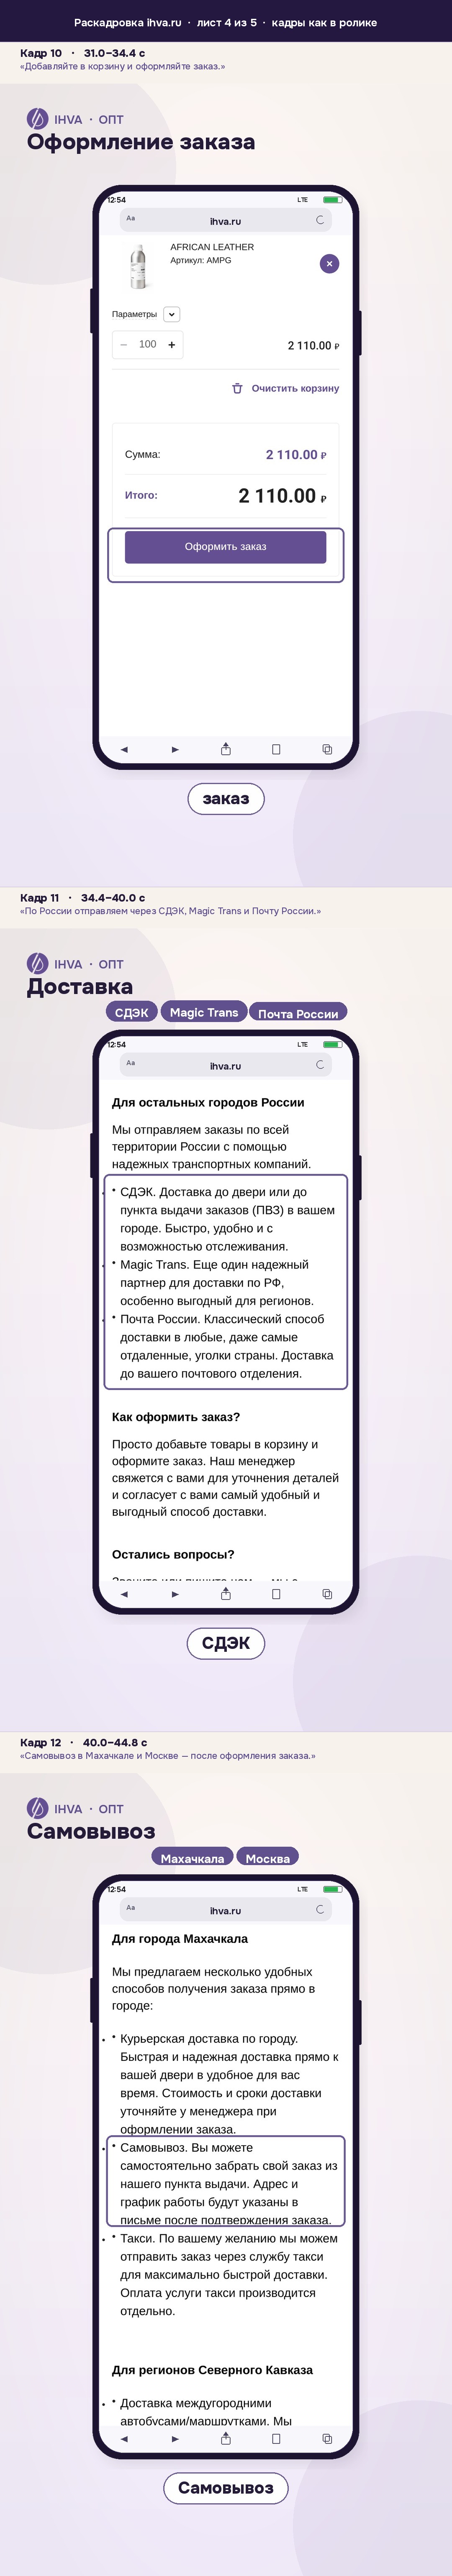 Раскадровка ihva.ru · лист 4 из 5 · кадры как в ролике
Кадр 10 · 31.0–34.4 с
«Добавляйте в корзину и оформляйте заказ.»
IHVA · ОПТ
Оформление заказа
12:54
LTE
Aa
ihva.ru
AFRICAN LEATHER
Артикул: AMPG
Параметры
− 100 +
2 110.00 ₽
Очистить корзину
Сумма:
2 110.00 ₽
Итого:
2 110.00 ₽
Оформить заказ
заказ
Кадр 11 · 34.4–40.0 с
«По России отправляем через СДЭК, Magic Trans и Почту России.»
IHVA · ОПТ
Доставка
СДЭК
Magic Trans
Почта России
12:54
LTE
Aa
ihva.ru
Для остальных городов России
Мы отправляем заказы по всей
территории России с помощью
надежных транспортных компаний.
• СДЭК. Доставка до двери или до
пункта выдачи заказов (ПВЗ) в вашем
городе. Быстро, удобно и с
возможностью отслеживания.
• Magic Trans. Еще один надежный
партнер для доставки по РФ,
особенно выгодный для регионов.
• Почта России. Классический способ
доставки в любые, даже самые
отдаленные, уголки страны. Доставка
до вашего почтового отделения.
Как оформить заказ?
Просто добавьте товары в корзину и
оформите заказ. Наш менеджер
свяжется с вами для уточнения деталей
и согласует с вами самый удобный и
выгодный способ доставки.
Остались вопросы?
СДЭК
Кадр 12 · 40.0–44.8 с
«Самовывоз в Махачкале и Москве — после оформления заказа.»
IHVA · ОПТ
Самовывоз
Махачкала
Москва
12:54
LTE
Aa
ihva.ru
Для города Махачкала
Мы предлагаем несколько удобных
способов получения заказа прямо в
городе:
• Курьерская доставка по городу.
Быстрая и надежная доставка прямо к
вашей двери в удобное для вас
время. Стоимость и сроки доставки
уточняйте у менеджера при
оформлении заказа.
• Самовывоз. Вы можете
самостоятельно забрать свой заказ из
нашего пункта выдачи. Адрес и
график работы будут указаны в
письме после подтверждения заказа.
• Такси. По вашему желанию мы можем
отправить заказ через службу такси
для максимально быстрой доставки.
Оплата услуги такси производится
отдельно.
Для регионов Северного Кавказа
• Доставка междугородними
автобусами/маршрутками. Мы
Самовывоз